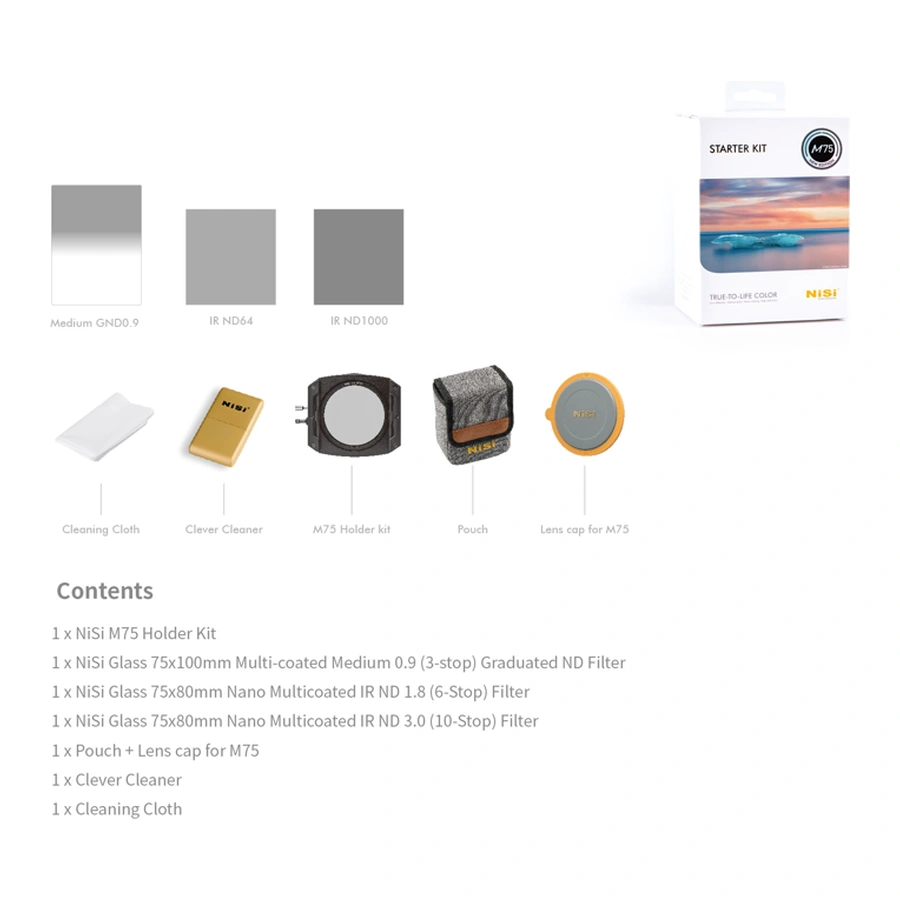 STARTER KIT
M75
TRUE-TO-LIFE COLOR
NiSi
Medium GND0.9
IR ND64
IR ND1000
NiSi
NiSi
NiSi
Cleaning Cloth
Clever Cleaner
M75 Holder kit
Pouch
Lens cap for M75
Contents
1 x NiSi M75 Holder Kit
1 x NiSi Glass 75x100mm Multi-coated Medium 0.9 (3-stop) Graduated ND Filter
1 x NiSi Glass 75x80mm Nano Multicoated IR ND 1.8 (6-Stop) Filter
1 x NiSi Glass 75x80mm Nano Multicoated IR ND 3.0 (10-Stop) Filter
1 x Pouch + Lens cap for M75
1 x Clever Cleaner
1 x Cleaning Cloth